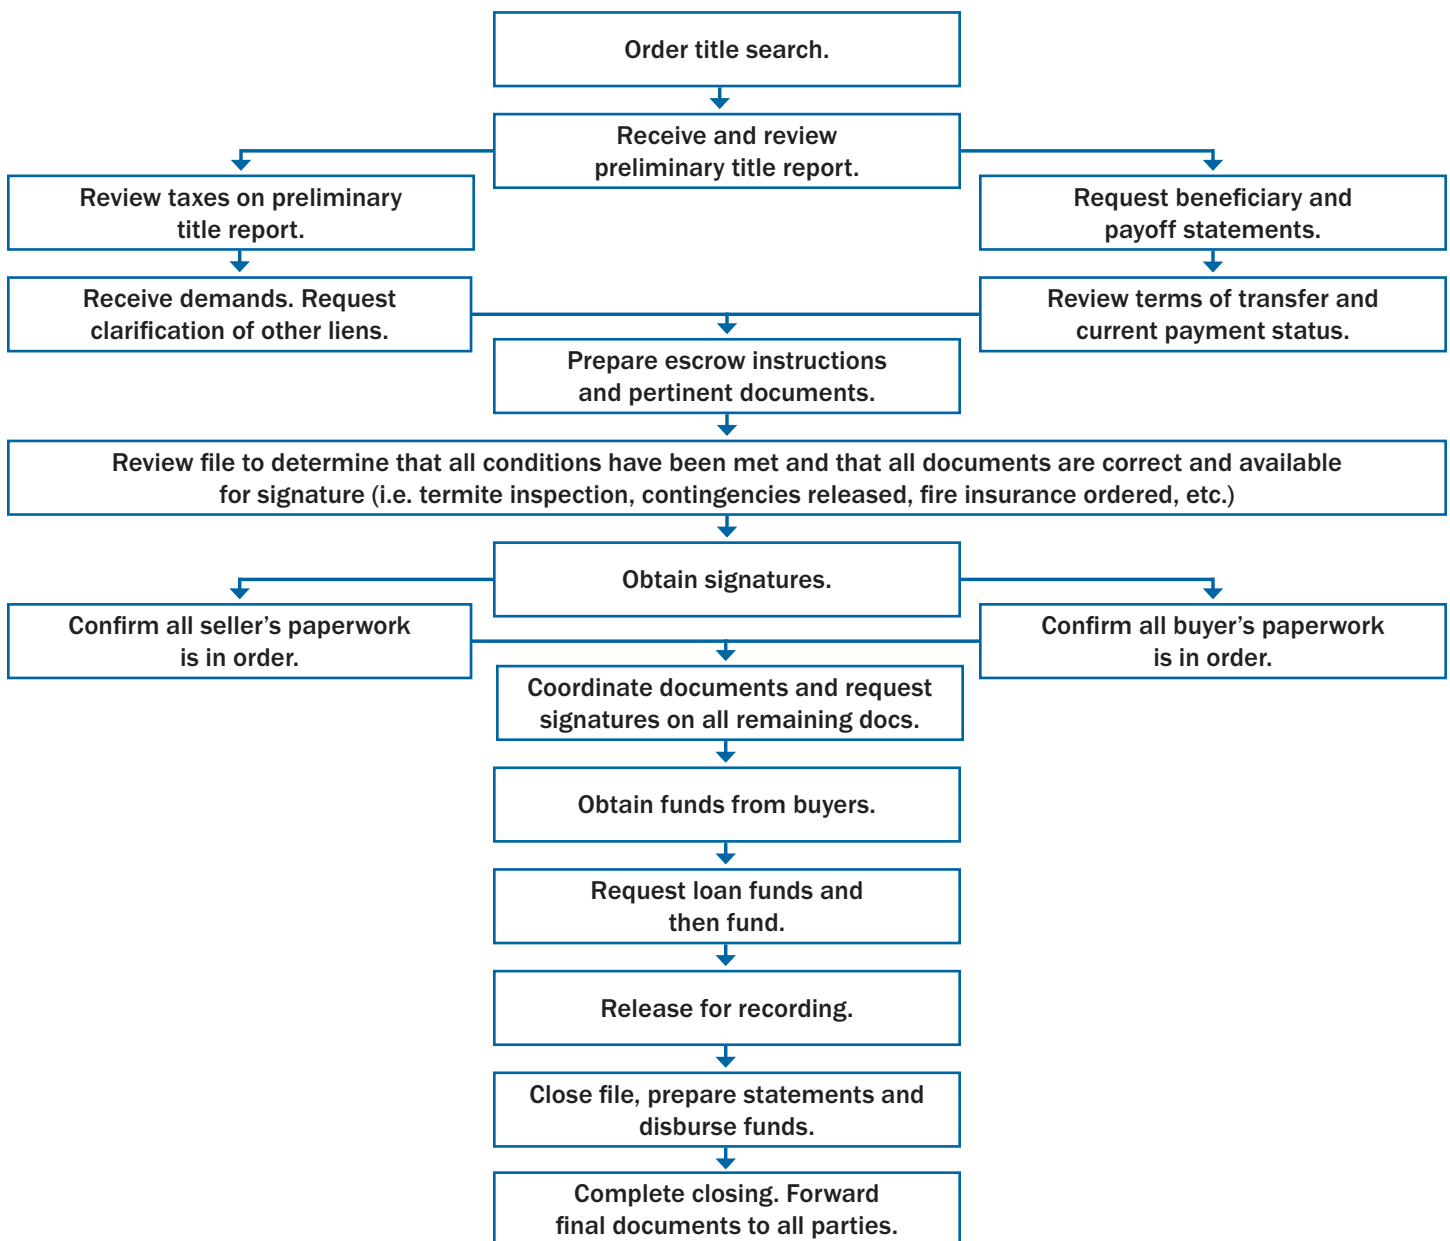 Order title search.
Receive and review
preliminary title report.
Review taxes on preliminary
title report.
Request beneficiary and
payoff statements.
Receive demands. Request
clarification of other liens.
Review terms of transfer and
current payment status.
Prepare escrow instructions
and pertinent documents.
Review file to determine that all conditions have been met and that all documents are correct and available
for signature (i.e. termite inspection, contingencies released, fire insurance ordered, etc.)
Obtain signatures.
Confirm all seller's paperwork
is in order.
Confirm all buyer's paperwork
is in order.
Coordinate documents and request
signatures on all remaining docs.
Obtain funds from buyers.
Request loan funds and
then fund.
Release for recording.
Close file, prepare statements and
disburse funds.
Complete closing. Forward
final documents to all parties.